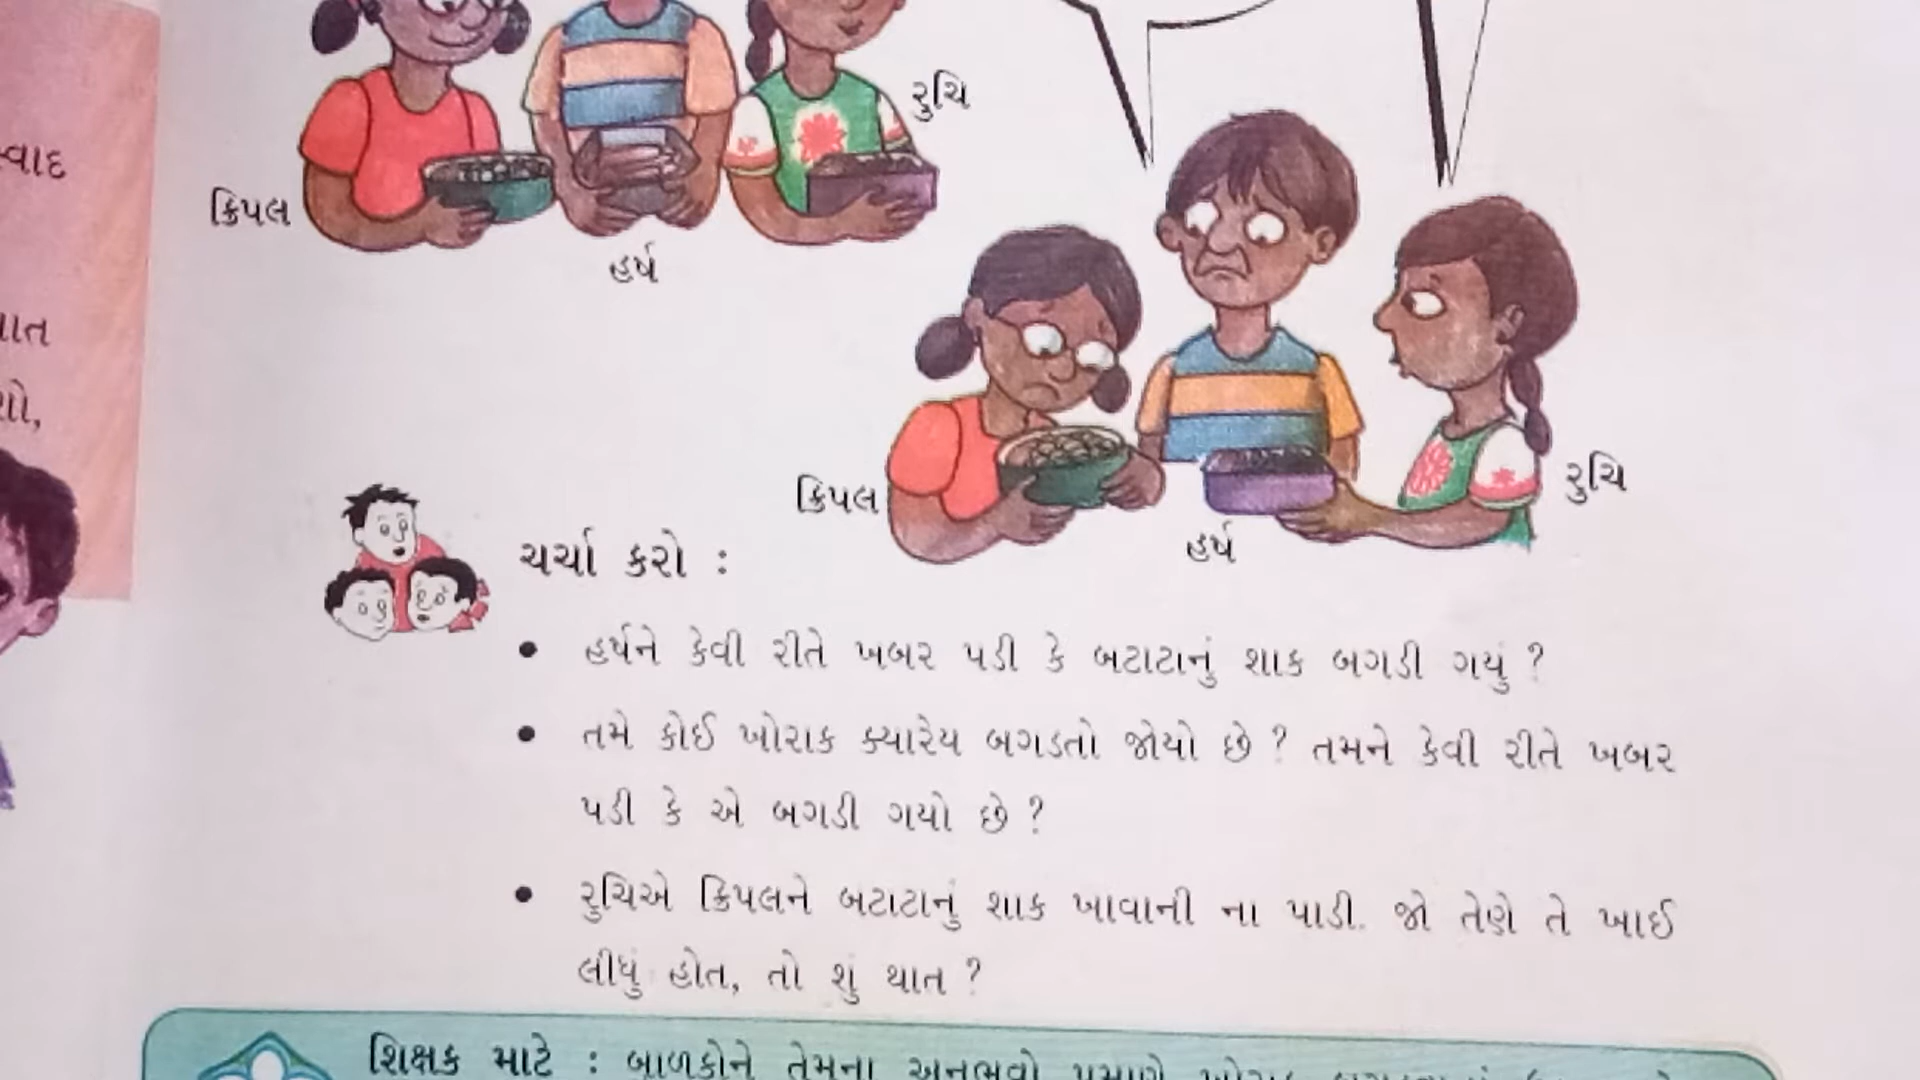 રુચિ
ક્રિપલ
હર્ષ
ક્રિપલ
હર્ષ
રુચિ
ચર્ચા કરો :
• હર્ષને કેવી રીતે ખબર પડી કે બટાટાનું શાક બગડી ગયું ?
• તમે કોઈ ખોરાક ક્યારેય બગડતો જોયો છે ? તમને કેવી રીતે ખબર
પડી કે એ બગડી ગયો છે ?
• રુચિએ ક્રિપલને બટાટાનું શાક ખાવાની ના પાડી. જો તેણે તે ખાઈ
લીધું હોત, તો શું થાત ?
શિક્ષક માટે : બાળકોને તેમના અનુભવો પ્રમાણે